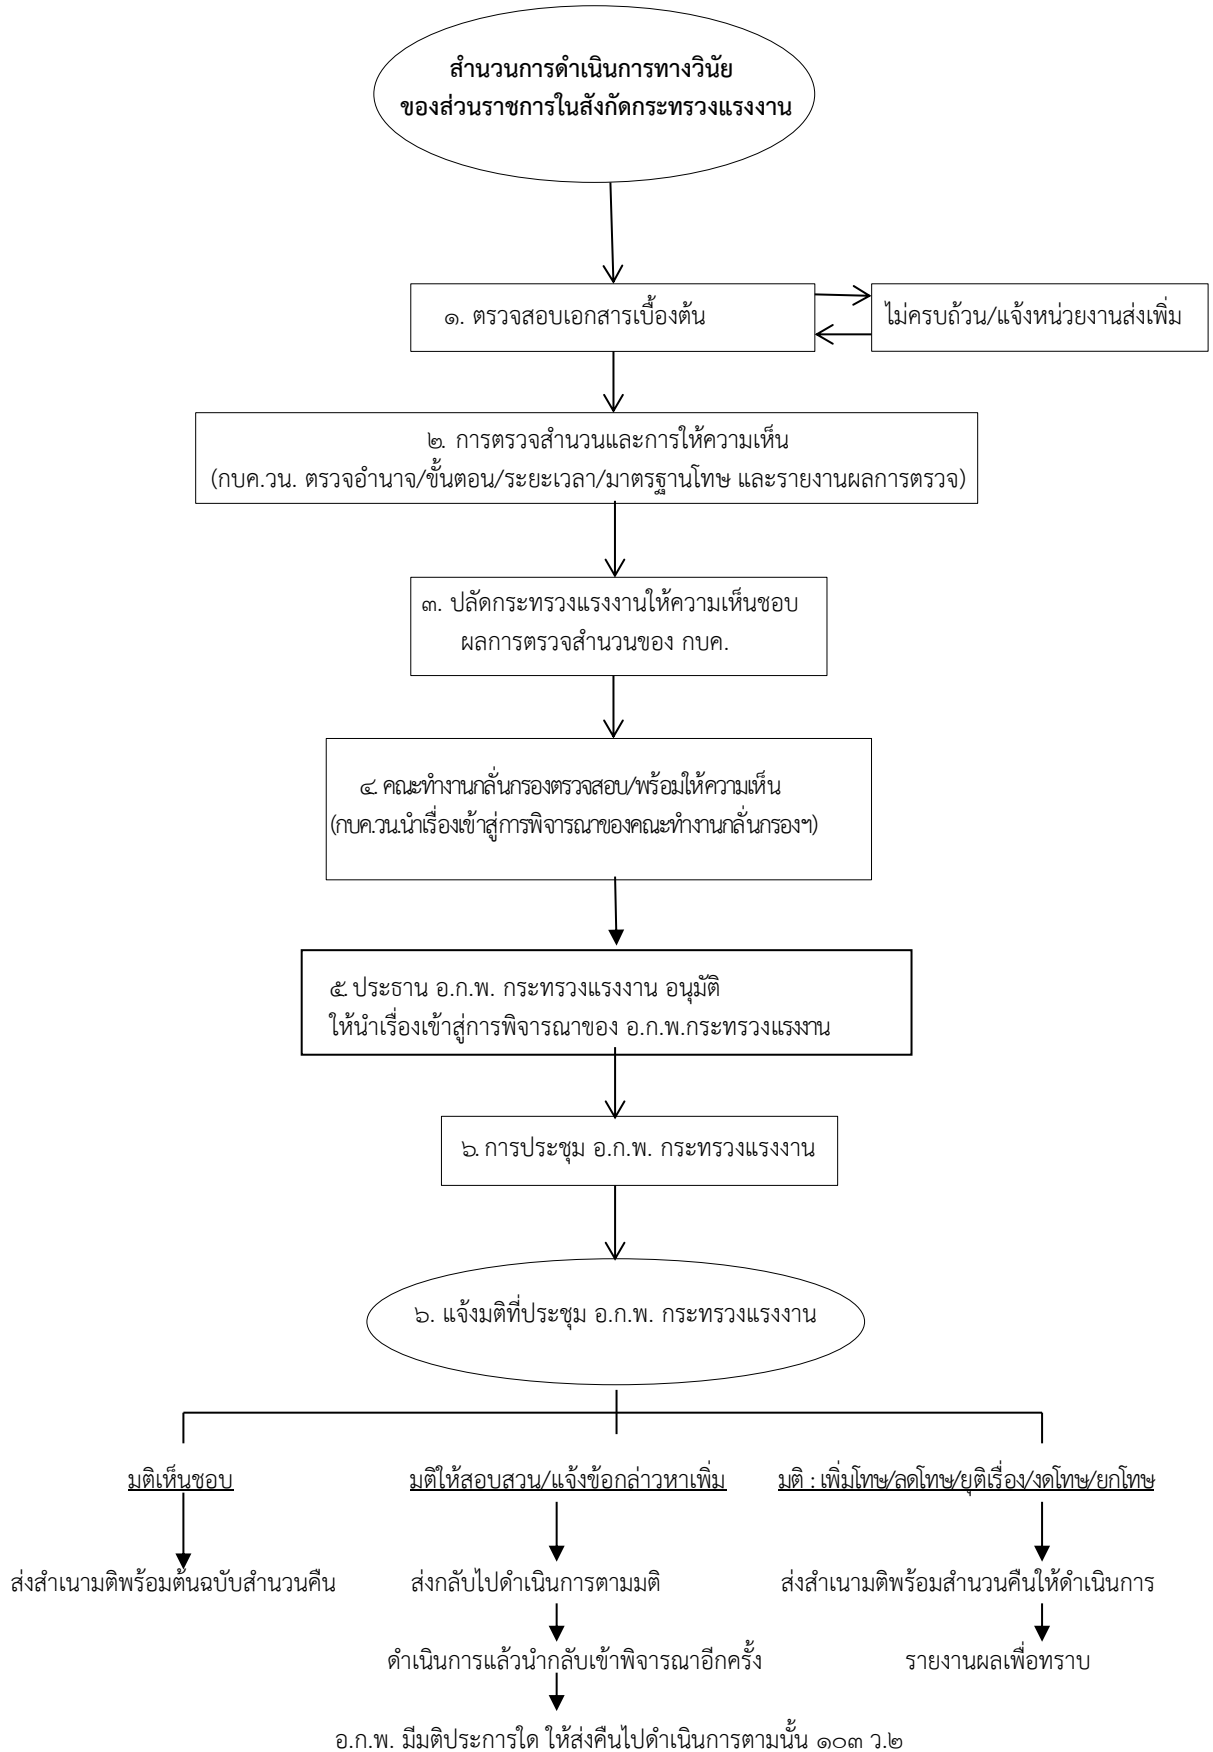 สำนวนการดำเนินการทางวินัย
ของส่วนราชการในสังกัดกระทรวงแรงงาน
๑. ตรวจสอบเอกสารเบื้องต้น
ไม่ครบถ้วน/แจ้งหน่วยงานส่งเพิ่ม
๒. การตรวจสำนวนและการให้ความเห็น
(กบค.วน. ตรวจอำนาจ/ขั้นตอน/ระยะเวลา/มาตรฐานโทษ และรายงานผลการตรวจ)
๓. ปลัดกระทรวงแรงงานให้ความเห็นชอบ
ผลการตรวจสำนวนของ กบค.
๔. คณะทำงานกลั่นกรองตรวจสอบ/พร้อมให้ความเห็น
(กบค.วน.นำเรื่องเข้าสู่การพิจารณาของคณะทำงานกลั่นกรองฯ)
๕. ประธาน อ.ก.พ. กระทรวงแรงงาน อนุมัติ
ให้นำเรื่องเข้าสู่การพิจารณาของ อ.ก.พ.กระทรวงแรงงาน
๖. การประชุม อ.ก.พ. กระทรวงแรงงาน
๖. แจ้งมติที่ประชุม อ.ก.พ. กระทรวงแรงงาน
มติเห็นชอบ
มติให้สอบสวน/แจ้งข้อกล่าวหาเพิ่ม
มติ : เพิ่มโทษ/ลดโทษ/ยุติเรื่อง/งดโทษ/ยกโทษ
ส่งสำเนามติพร้อมต้นฉบับสำนวนคืน
ส่งกลับไปดำเนินการตามมติ
ส่งสำเนามติพร้อมสำนวนคืนให้ดำเนินการ
ดำเนินการแล้วนำกลับเข้าพิจารณาอีกครั้ง
รายงานผลเพื่อทราบ
อ.ก.พ. มีมติประการใด ให้ส่งคืนไปดำเนินการตามนั้น ๑๐๓ ว.๒